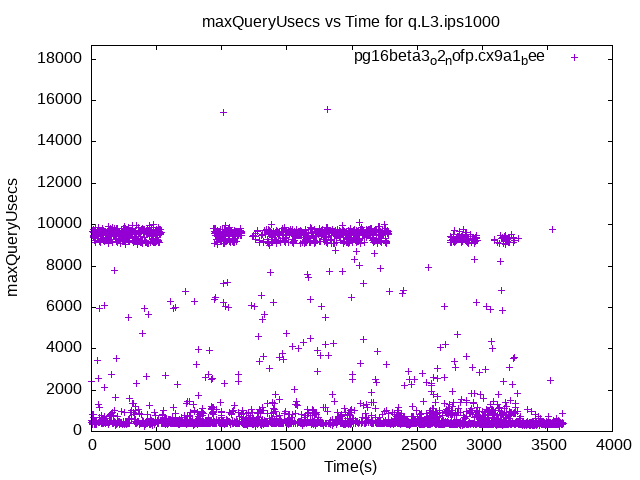 maxQueryUsecs vs Time for q.L3.ips1000
pg16beta3o2nofp.cx9a1bee
18000
16000
14000
12000
10000
8000
6000
4000
2000
0
maxQueryUsecs
0 500 1000 1500 2000 2500 3000 3500 4000
Time(s)